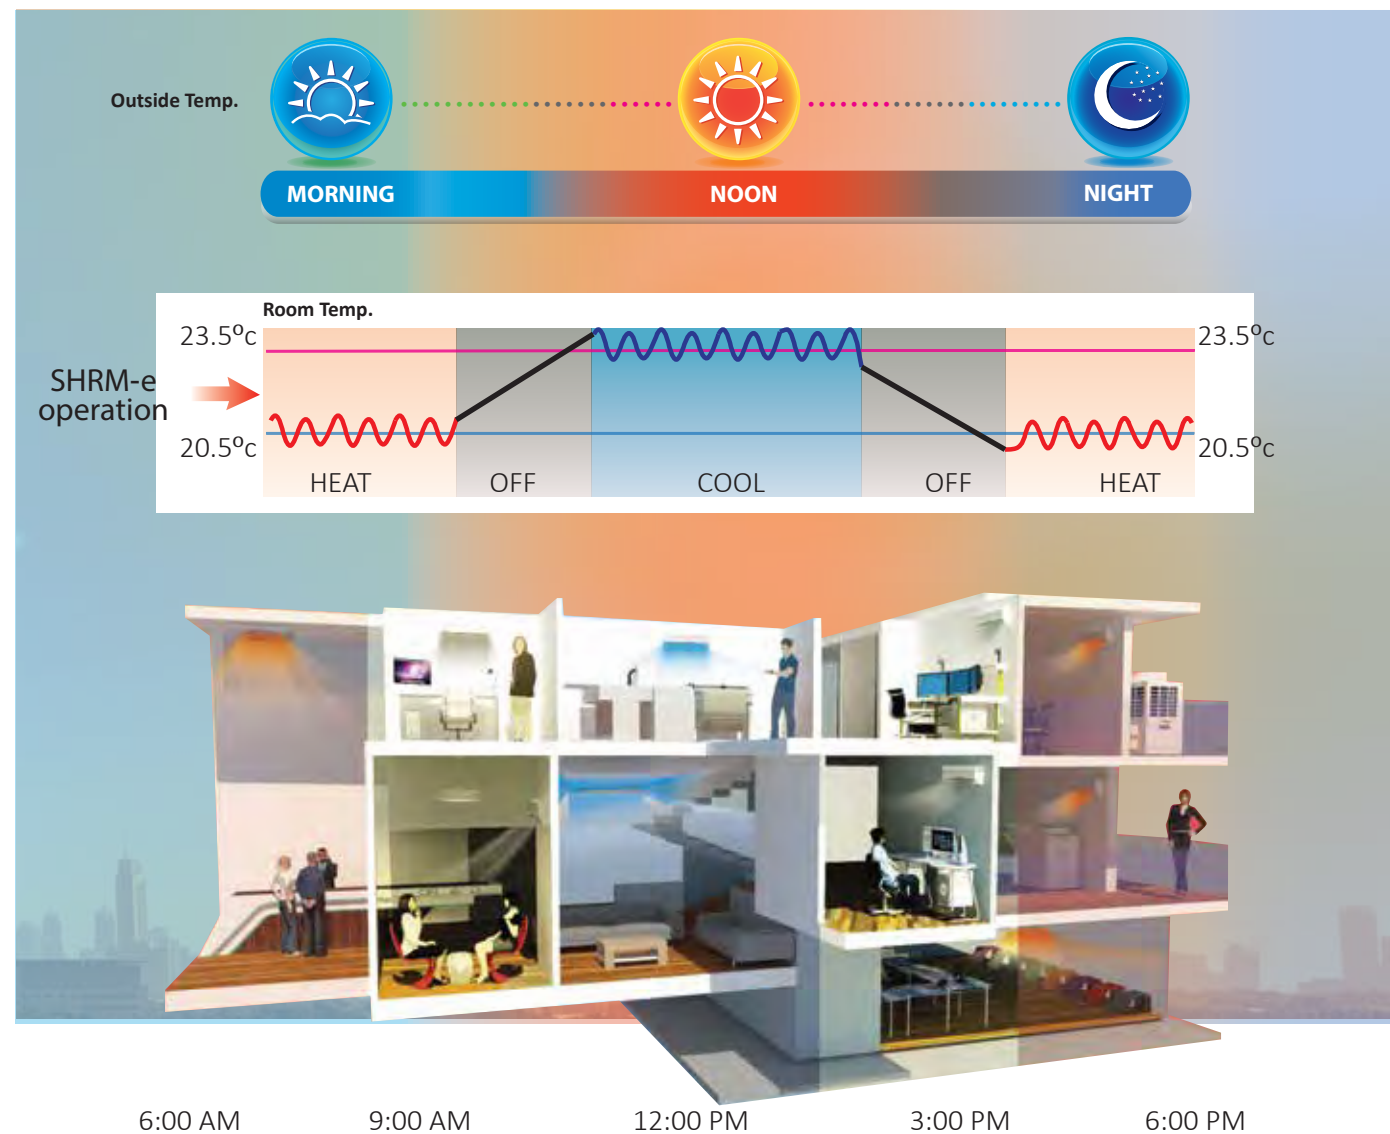 Outside Temp.
MORNING
NOON
NIGHT
Room Temp.
23.5°c
23.5°c
SHRM-e
operation
20.5°c
20.5°c
HEAT
OFF
COOL
OFF
HEAT
6:00 AM
9:00 AM
12:00 PM
3:00 PM
6:00 PM